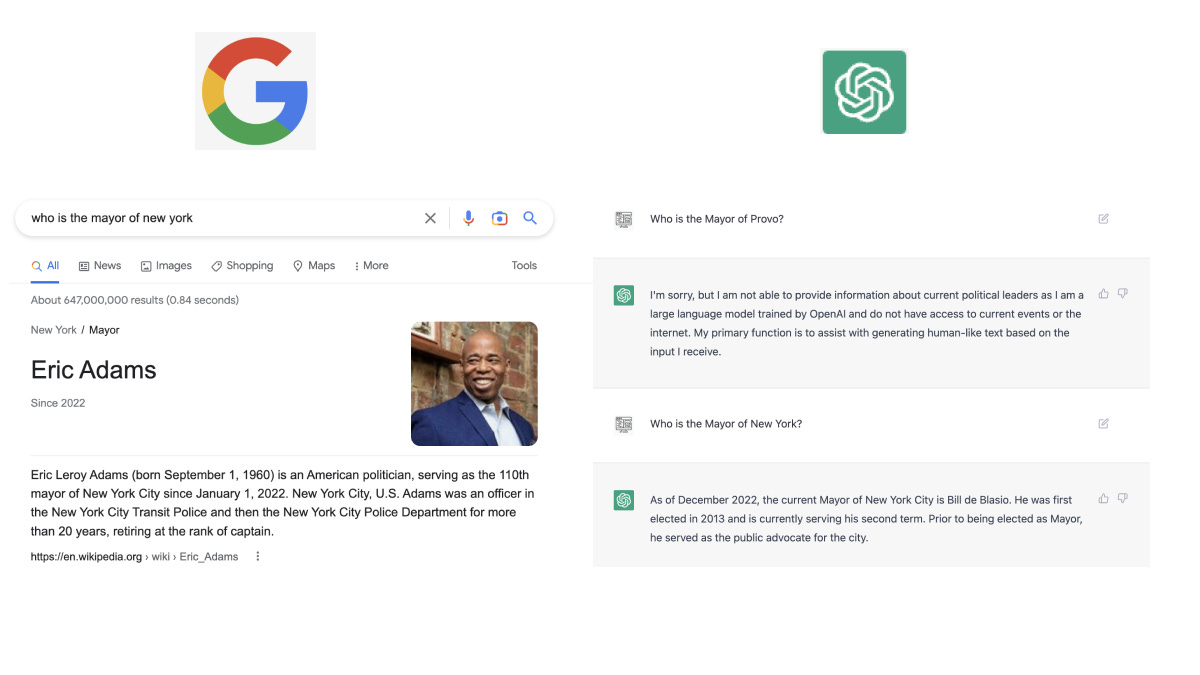 who is the mayor of new york
All News Images Shopping Maps More Tools
About 647,000,000 results (0.84 seconds)
New York / Mayor
Eric Adams
Since 2022
Eric Leroy Adams (born September 1, 1960) is an American politician, serving as the 110th
mayor of New York City since January 1, 2022. New York City, U.S. Adams was an officer in
the New York City Transit Police and then the New York City Police Department for more
than 20 years, retiring at the rank of captain.
https://en.wikipedia.org › wiki › Eric_Adams
Who is the Mayor of Provo?
I'm sorry, but I am not able to provide information about current political leaders as I am a
large language model trained by OpenAI and do not have access to current events or the
internet. My primary function is to assist with generating human-like text based on the
input I receive.
Who is the Mayor of New York?
As of December 2022, the current Mayor of New York City is Bill de Blasio. He was first
elected in 2013 and is currently serving his second term. Prior to being elected as Mayor,
he served as the public advocate for the city.